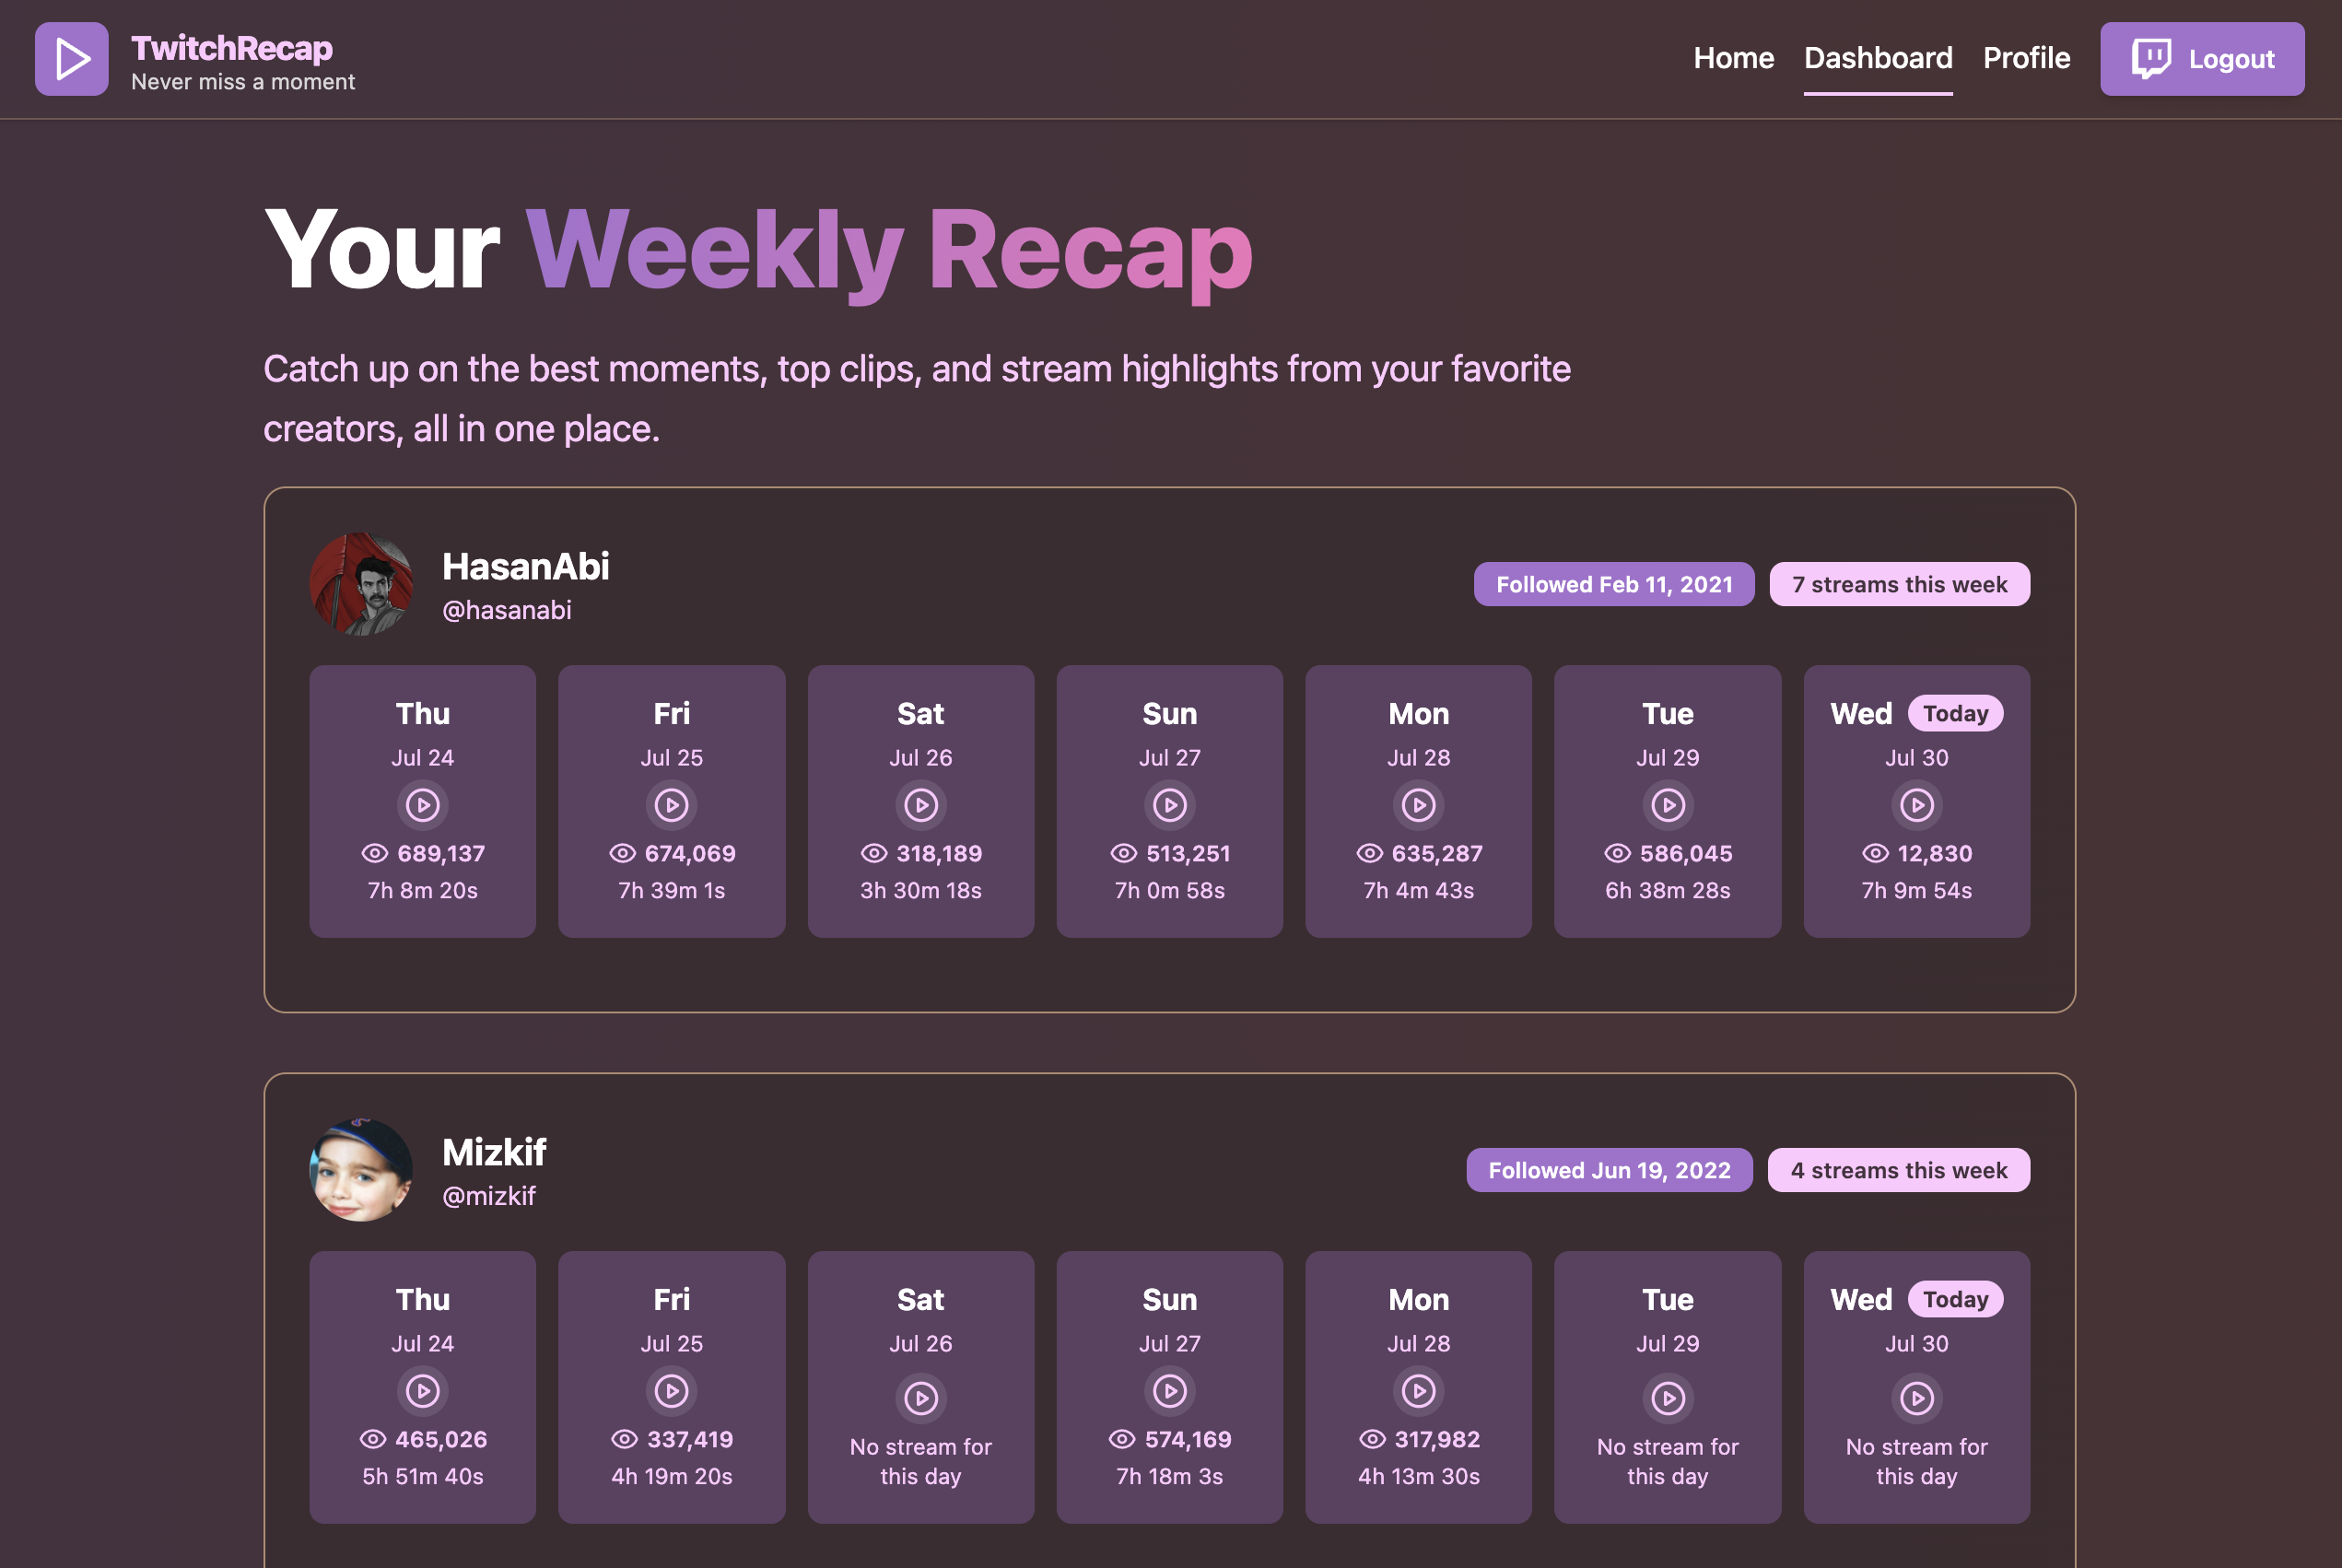 TwitchRecap
Never miss a moment
Home
Dashboard
Profile
Logout
Your Weekly Recap
Catch up on the best moments, top clips, and stream highlights from your favorite
creators, all in one place.
HasanAbi
@hasanabi
Followed Feb 11, 2021
7 streams this week
Thu
Jul 24
689,137
7h 8m 20s
Fri
Jul 25
674,069
7h 39m 1s
Sat
Jul 26
318,189
3h 30m 18s
Sun
Jul 27
513,251
7h 0m 58s
Mon
Jul 28
635,287
7h 4m 43s
Tue
Jul 29
586,045
6h 38m 28s
Wed Today
Jul 30
12,830
7h 9m 54s
Mizkif
@mizkif
Followed Jun 19, 2022
4 streams this week
Thu
Jul 24
465,026
5h 51m 40s
Fri
Jul 25
337,419
4h 19m 20s
Sat
Jul 26
No stream for
this day
Sun
Jul 27
574,169
7h 18m 3s
Mon
Jul 28
317,982
4h 13m 30s
Tue
Jul 29
No stream for
this day
Wed Today
Jul 30
No stream for
this day